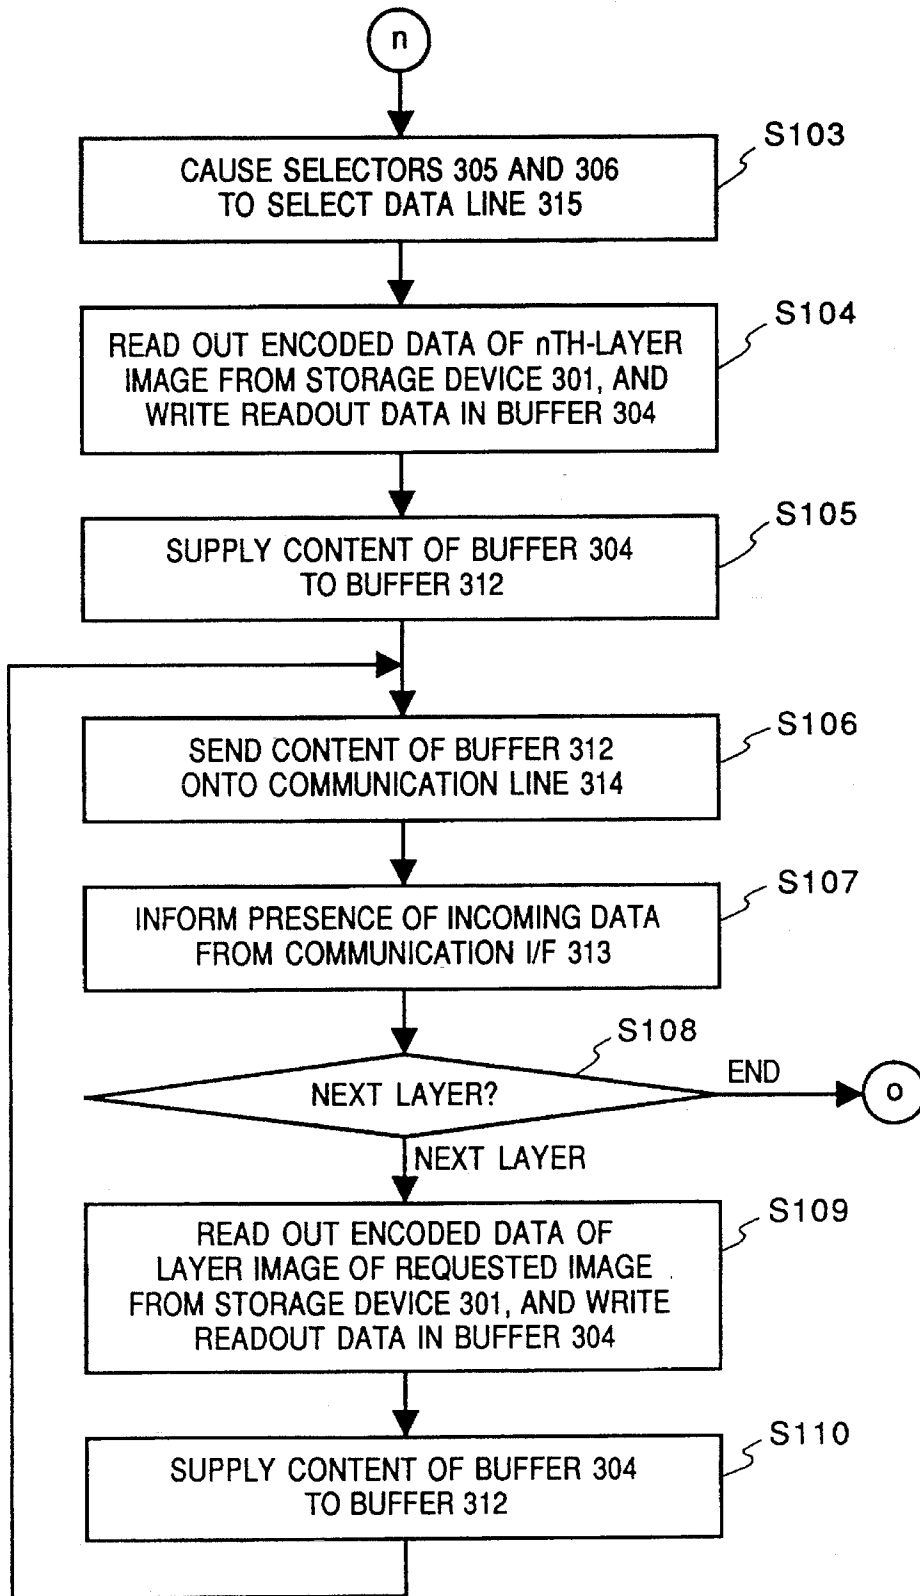 n
S103
CAUSE SELECTORS 305 AND 306
TO SELECT DATA LINE 315
S104
READ OUT ENCODED DATA OF nTH-LAYER
IMAGE FROM STORAGE DEVICE 301, AND
WRITE READOUT DATA IN BUFFER 304
S105
SUPPLY CONTENT OF BUFFER 304
TO BUFFER 312
S106
SEND CONTENT OF BUFFER 312
ONTO COMMUNICATION LINE 314
S107
INFORM PRESENCE OF INCOMING DATA
FROM COMMUNICATION I/F 313
S108
NEXT LAYER?
END
o
NEXT LAYER
S109
READ OUT ENCODED DATA OF
LAYER IMAGE OF REQUESTED IMAGE
FROM STORAGE DEVICE 301, AND WRITE
READOUT DATA IN BUFFER 304
S110
SUPPLY CONTENT OF BUFFER 304
TO BUFFER 312